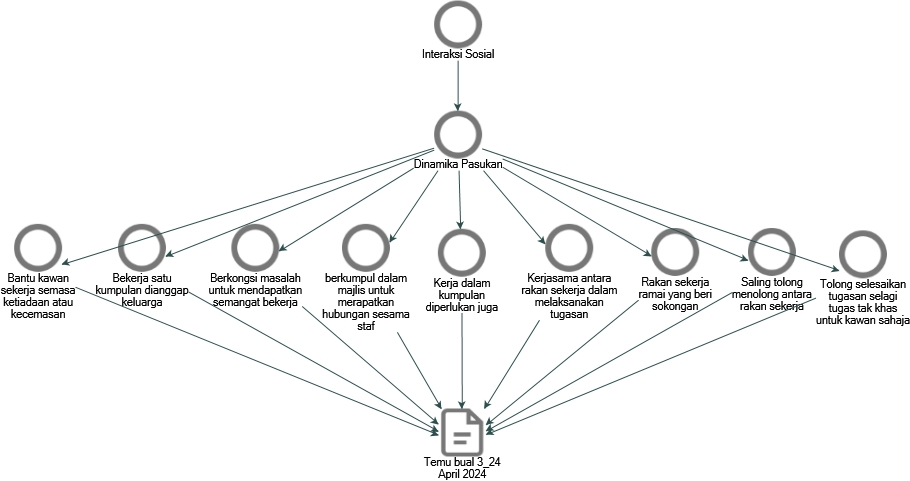 Interaksi Sosial
Dinamika Pasukan
Bantu kawan
sekerja semasa
ketiadaan atau
kecemasan
Bekerja satu
kumpulan dianggap
keluarga
Berkongsi masalah
untuk mendapatkan
semangat bekerja
berkumpul dalam
majlis untuk
merapatkan
hubungan sesama
staf
Kerja dalam
kumpulan
diperlukan juga
Kerjasama antara
rakan sekerja dalam
melaksanakan
tugasan
Rakan sekerja
ramai yang beri
sokongan
Saling tolong
menolong antara
rakan sekerja
Tolong selesaikan
tugasan selagi
tugas tak khas
untuk kawan sahaja
Temu bual 3_24
April 2024